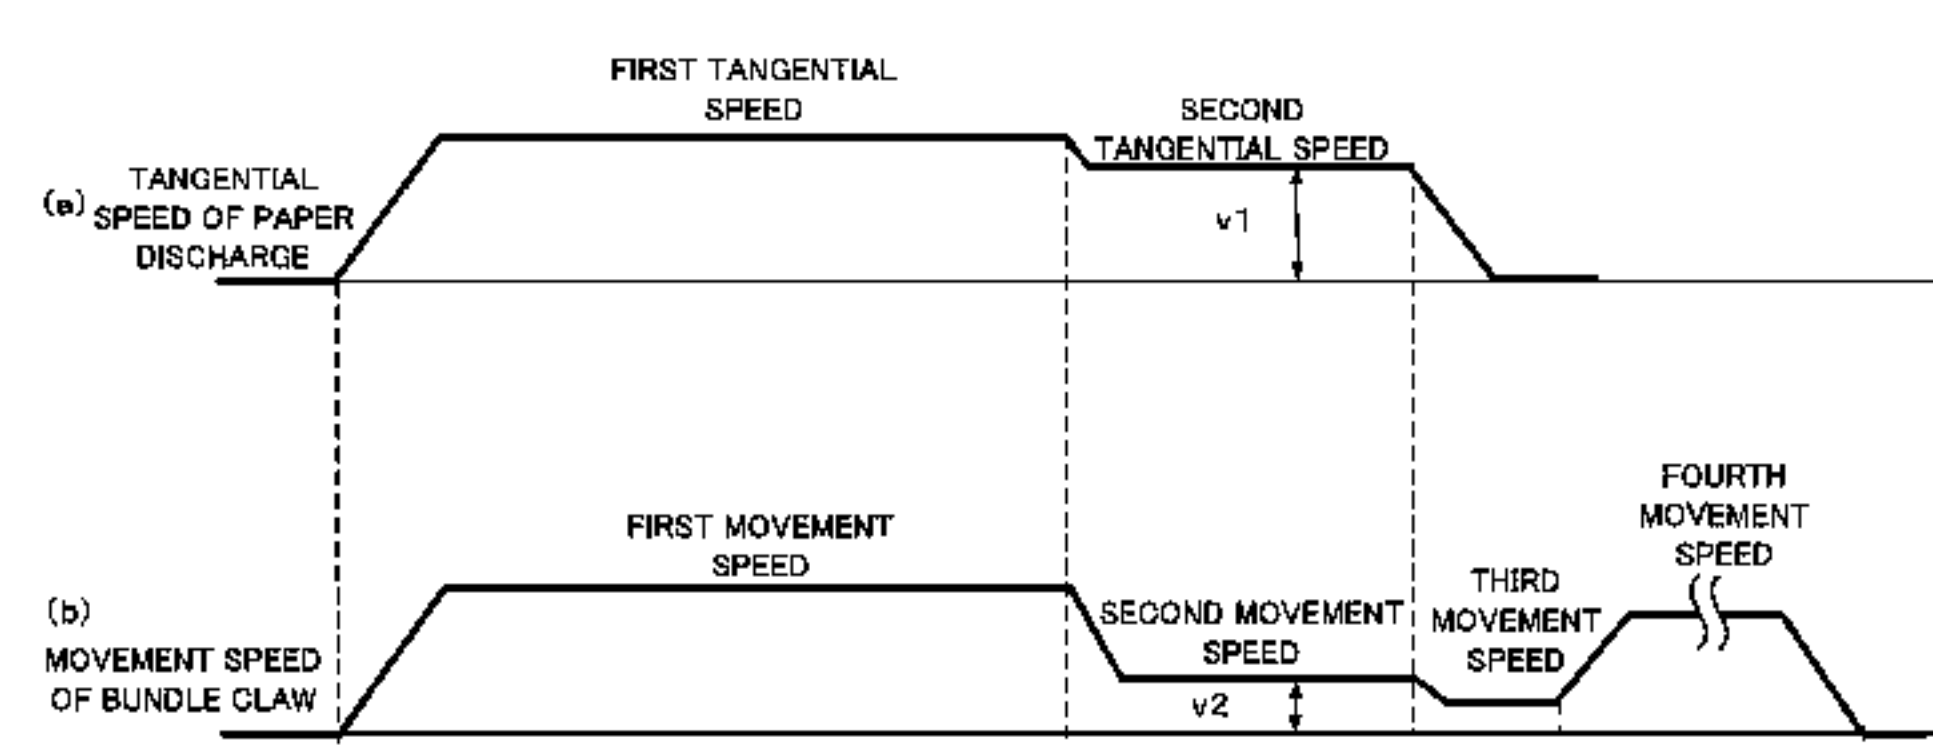 FIRST TANGENTIAL
SPEED
SECOND
TANGENTIAL SPEED
(a)
TANGENTIAL
SPEED OF PAPER
DISCHARGE
v1
FIRST MOVEMENT
SPEED
SECOND MOVEMENT
SPEED
THIRD
MOVEMENT
SPEED
FOURTH
MOVEMENT
SPEED
(b)
MOVEMENT SPEED
OF BUNDLE CLAW
v2